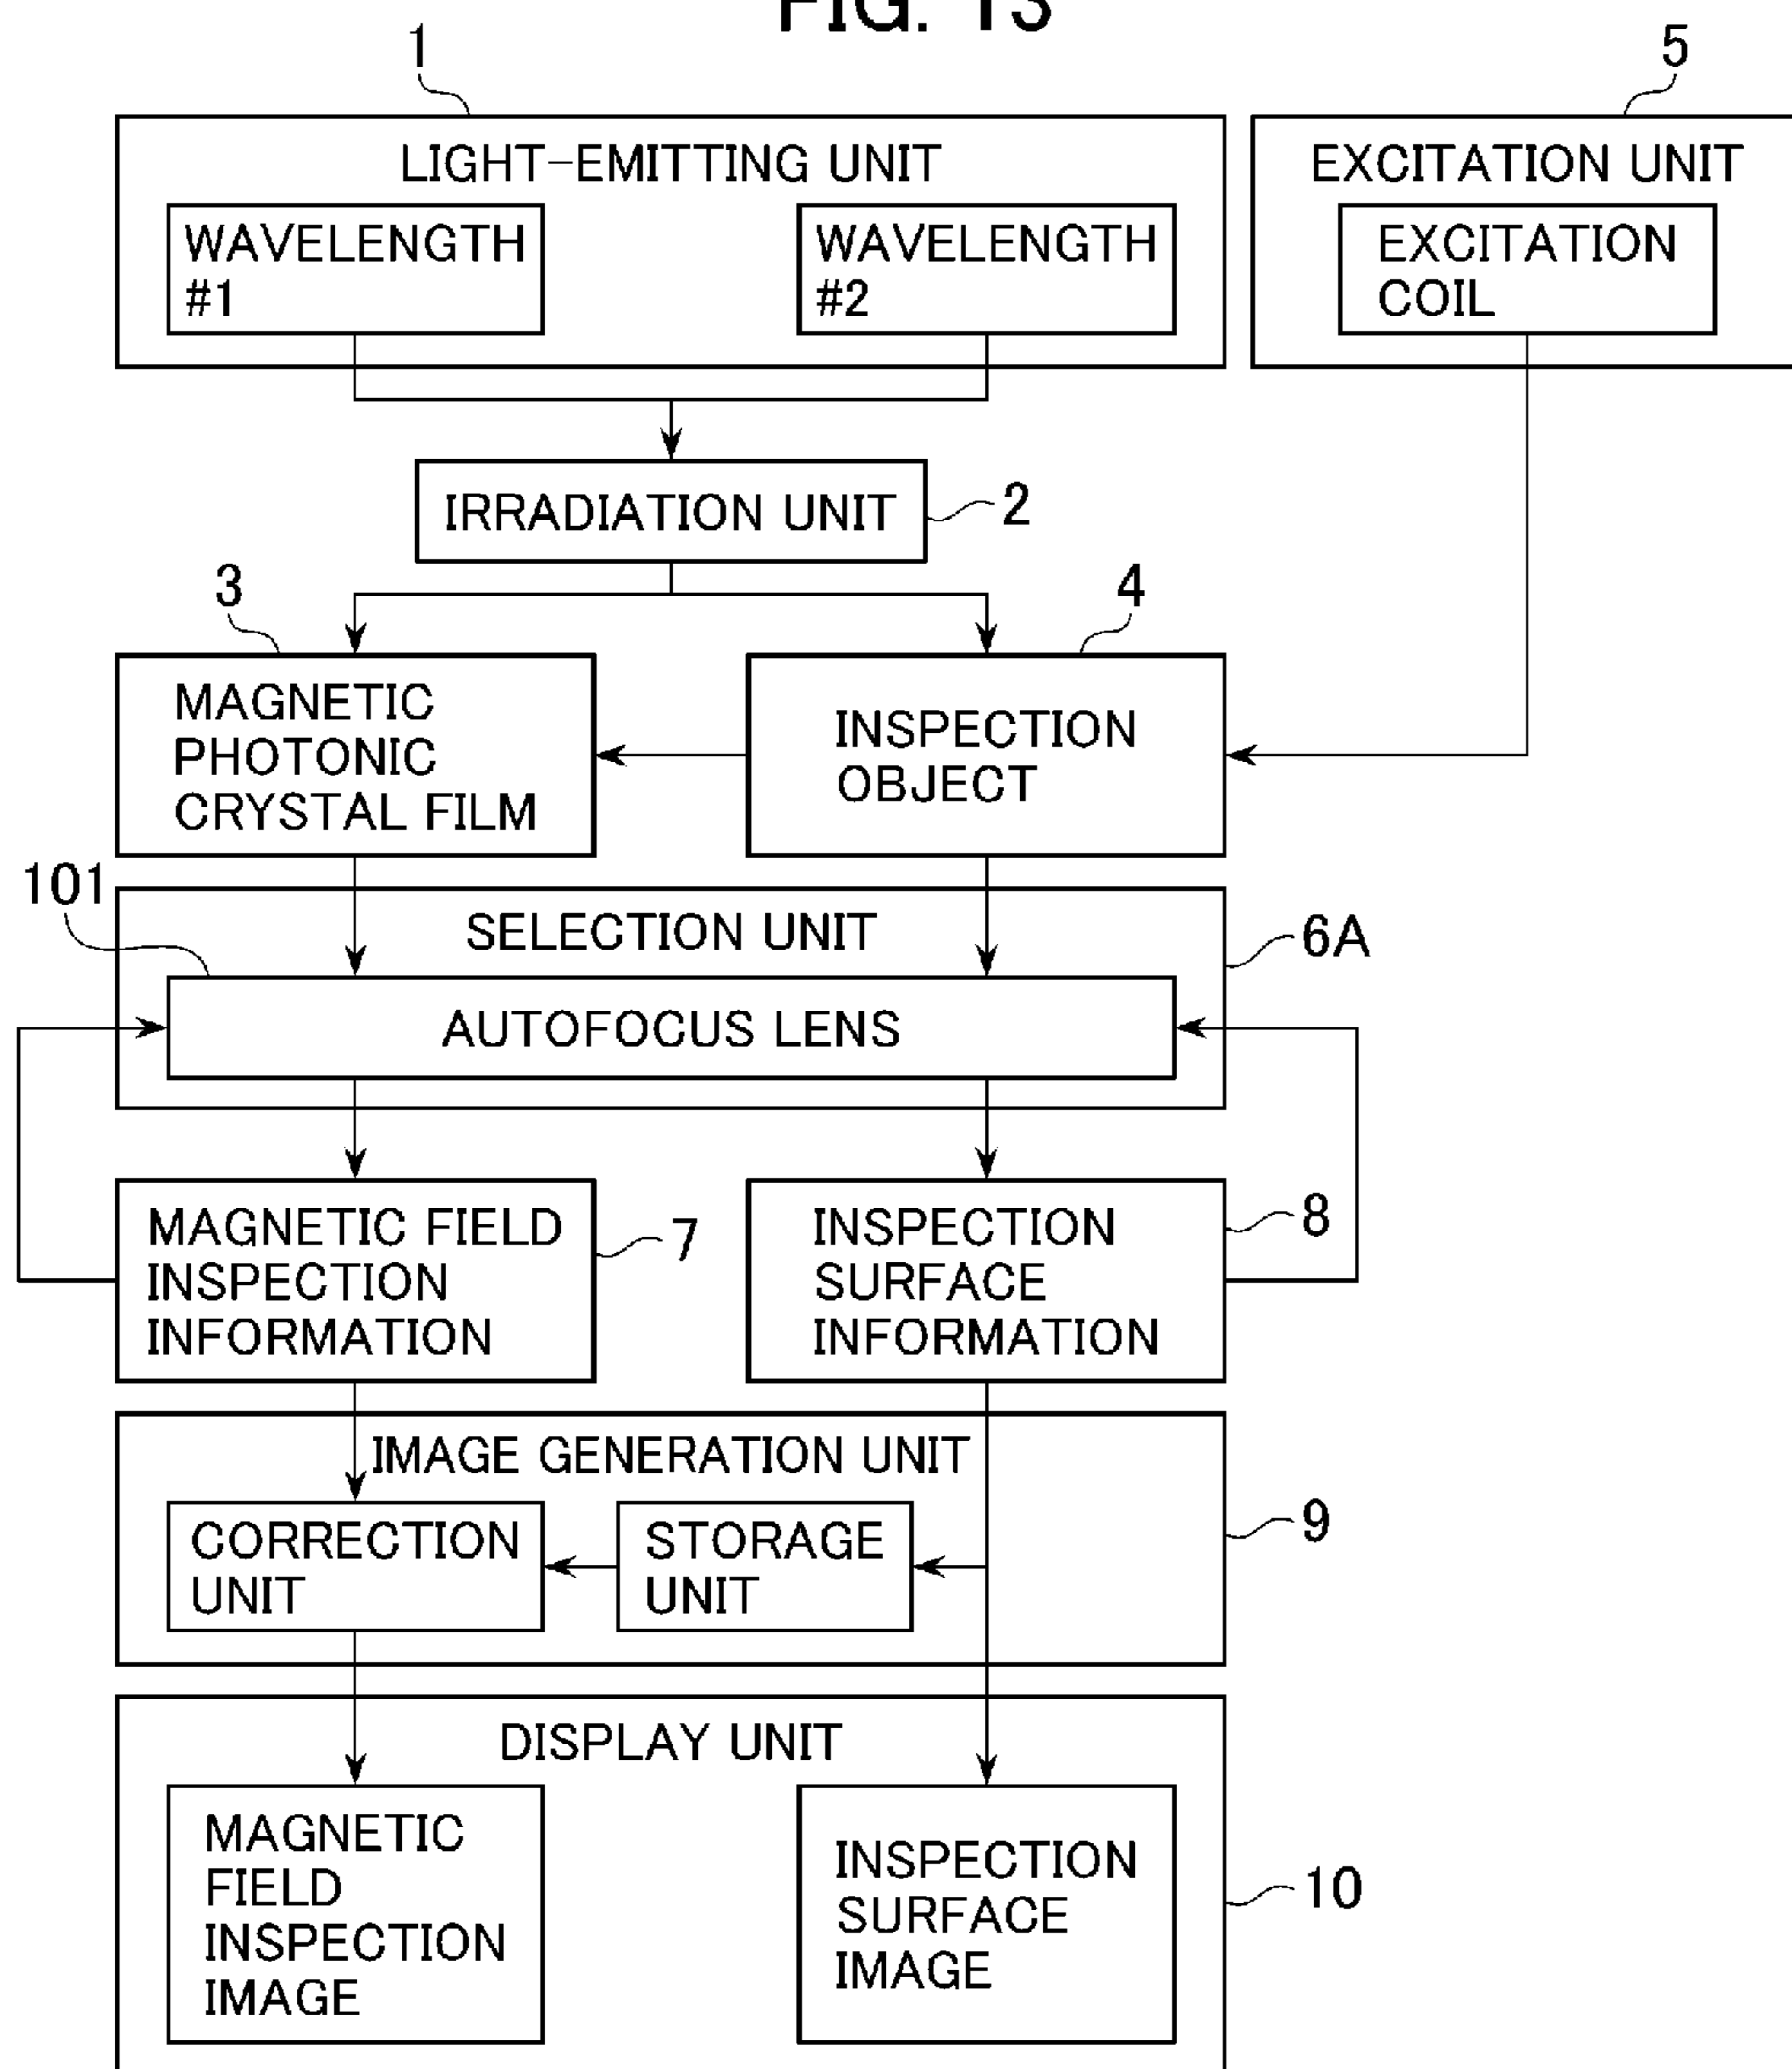 FIG. 13
1
5
LIGHT-EMITTING UNIT
WAVELENGTH
#1
WAVELENGTH
#2
EXCITATION UNIT
EXCITATION
COIL
IRRADIATION UNIT
2
3
4
MAGNETIC
PHOTONIC
CRYSTAL FILM
INSPECTION
OBJECT
101
SELECTION UNIT
6A
AUTOFOCUS LENS
MAGNETIC FIELD
INSPECTION
INFORMATION
7
INSPECTION
SURFACE
INFORMATION
8
IMAGE GENERATION UNIT
CORRECTION
UNIT
STORAGE
UNIT
9
DISPLAY UNIT
MAGNETIC
FIELD
INSPECTION
IMAGE
INSPECTION
SURFACE
IMAGE
10